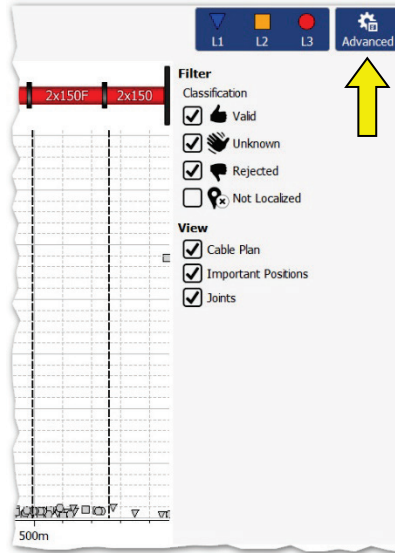 L1 L2 L3 Advanced
2x150F 2x150
Filter
Classification
Valid
Unknown
Rejected
Not Localized
View
Cable Plan
Important Positions
Joints
500m